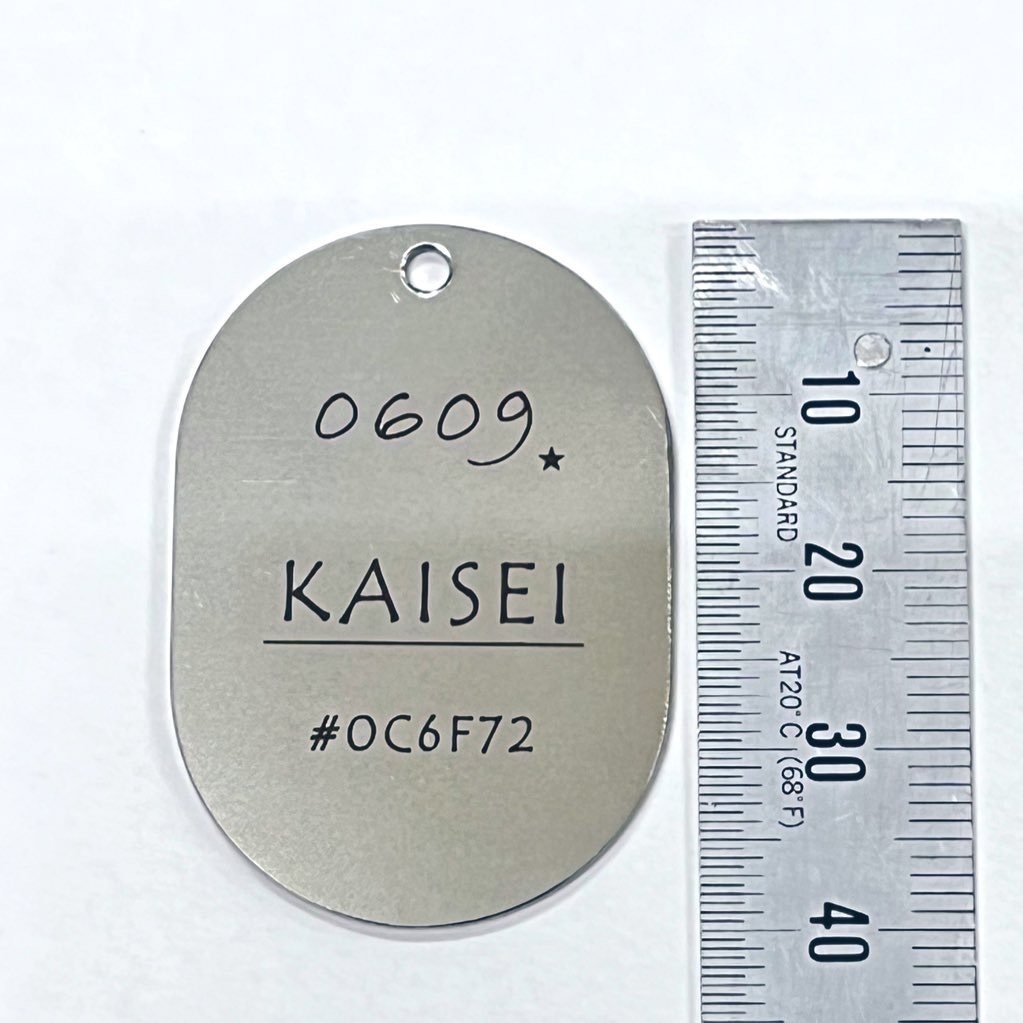 0609.★
KAISEI
#0C6F72
10
STANDARD
20
AT20°C (68°F)
30
40